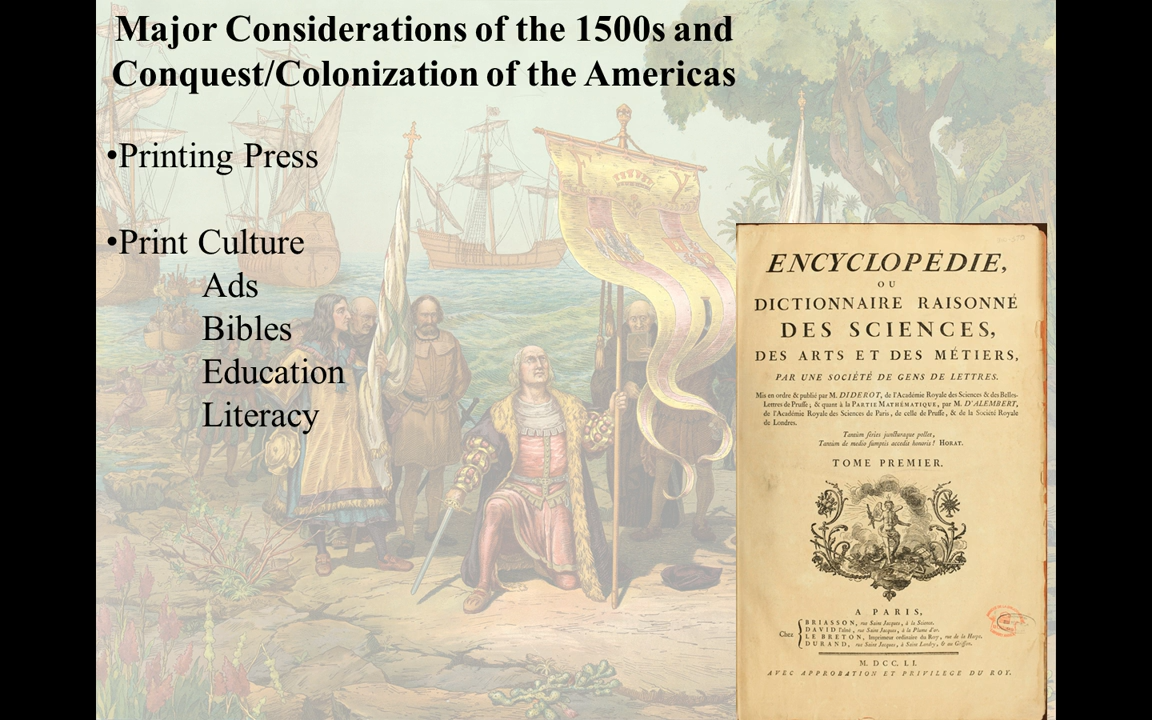 Major Considerations of the 1500s and
Conquest/Colonization of the Americas
•Printing Press
•Print Culture
Ads
Bibles
Education
Literacy
F Y
ENCYCLOPEDIE,
OU
DICTIONNAIRE RAISONNÉ
DES SCIENCES,
DES ARTS ET DES MÉTIERS,
PAR UNE SOCIÉTÉ DE GENS DE LETTRES.
Mis en ordre & publié par M. DIDEROT, de l'Académie Royale des Sciences & des Belles-
Lettres de Prusse; & quant à la PARTIE MATHÉMATIQUE, par M. D'ALEMBERT,
de l'Académie Royale des Sciences de Paris, de celle de Prusse, & de la Société Royale
de Londres.
Tantùm series juncturaque pollet,
Tantùm de medio sumptis accedit honoris! HORAT.
TOME PREMIER.
A PARIS,
Chez
BRIASSON, rue Saint Jacques, à la Science.
DAVID l'aîné, rue Saint Jacques, à la Plume d'or.
LE BRETON, Imprimeur ordinaire du Roy, rue de la Harpe.
DURAND, rue Saint Jacques, à Saint Landry, & au Griffon.
M. DCC. LI.
AVEC APPROBATION ET PRIVILEGE DU ROY.